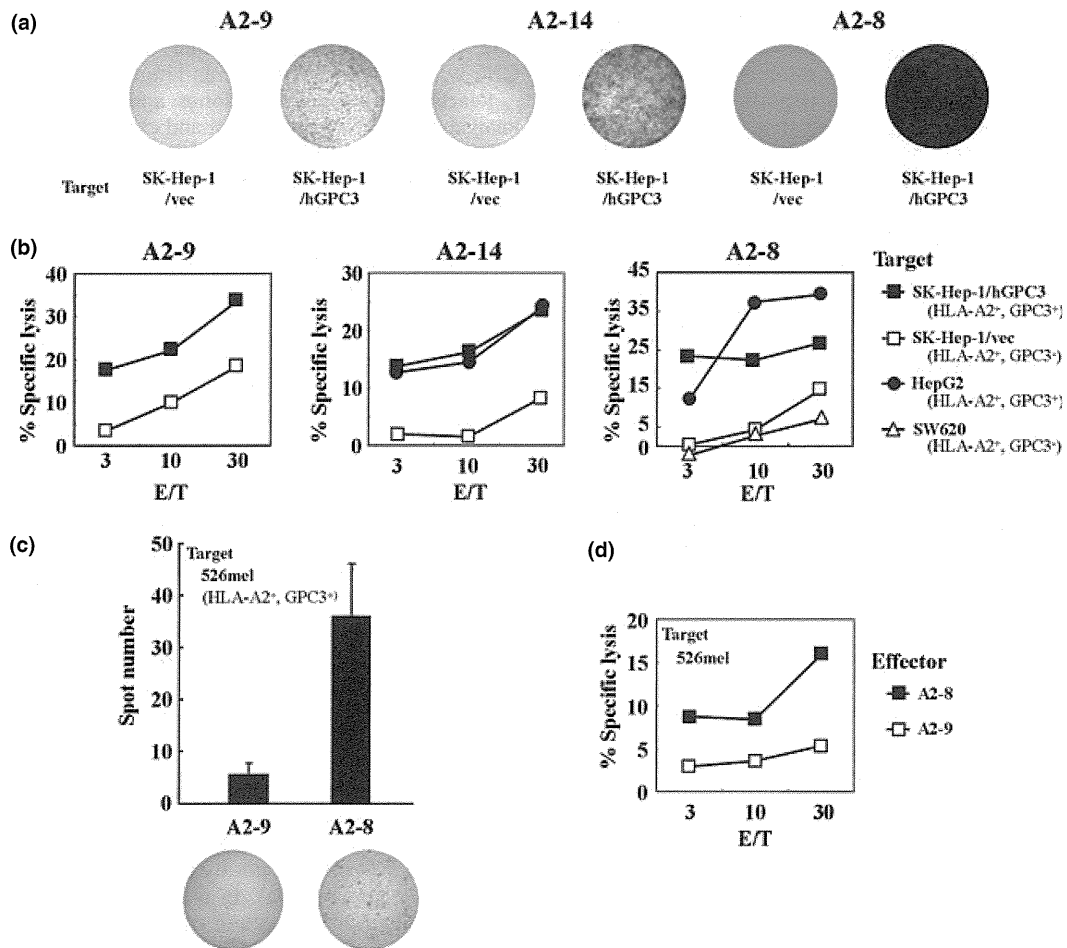 (a)
A2-9 A2-14 A2-8
Target
SK-Hep-1
/vec
SK-Hep-1
/hGPC3
SK-Hep-1
/vec
SK-Hep-1
/hGPC3
SK-Hep-1
/vec
SK-Hep-1
/hGPC3
(b)
A2-9
% Specific lysis
40
30
20
10
0
3 10 30
E/T
A2-14
% Specific lysis
30
20
10
0
3 10 30
E/T
A2-8
% Specific lysis
45
35
25
15
5
0
3 10 30
E/T
Target
SK-Hep-1/hGPC3
(HLA-A2⁺, GPC3⁺)
SK-Hep-1/vec
(HLA-A2⁺, GPC3⁻)
HepG2
(HLA-A2⁺, GPC3⁺)
SW620
(HLA-A2⁺, GPC3⁻)
(c)
Spot number
50
40
30
20
10
0
Target
526mel
(HLA-A2⁺, GPC3⁺)
A2-9 A2-8
(d)
% Specific lysis
20
15
10
5
0
Target
526mel
3 10 30
E/T
Effector
A2-8
A2-9